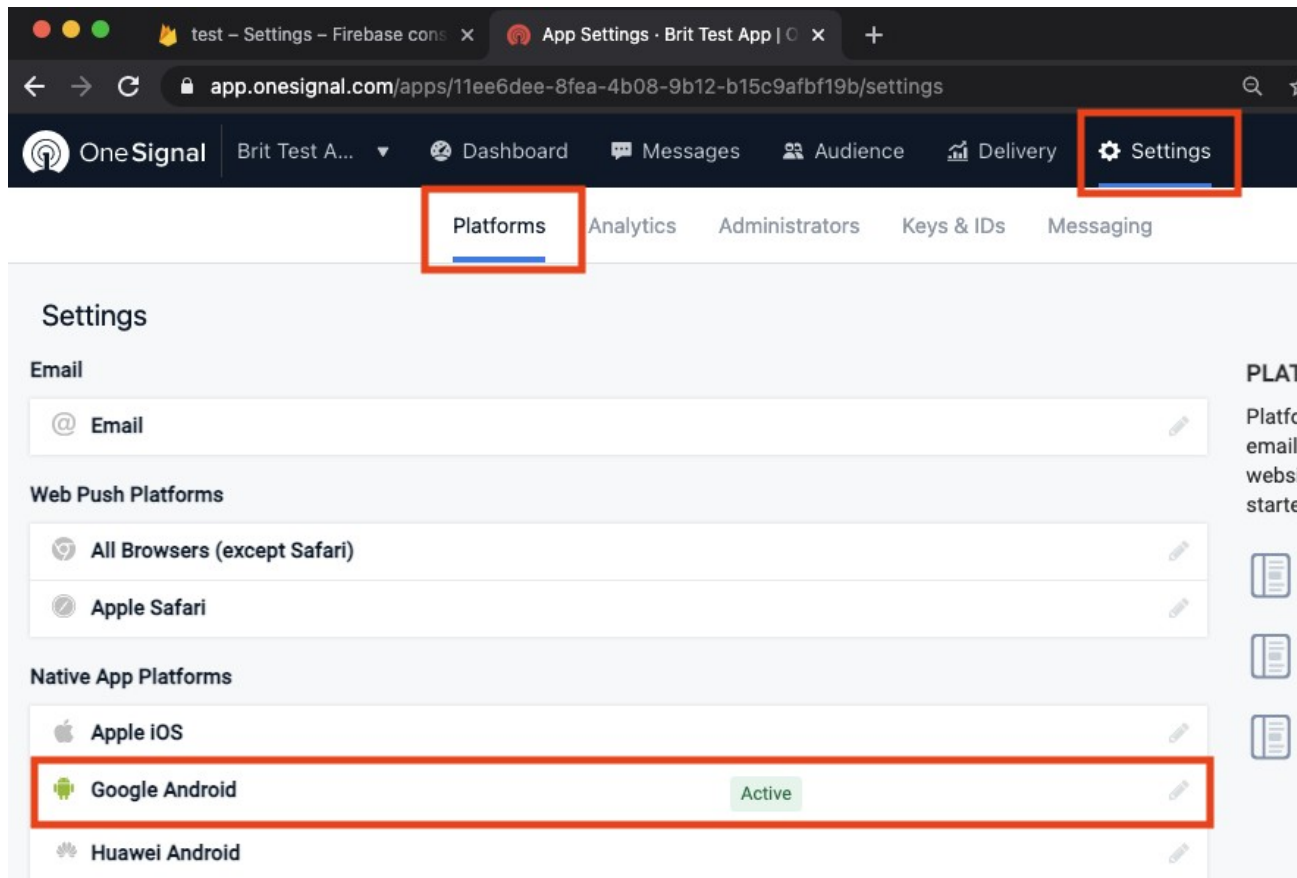 test – Settings – Firebase cons
App Settings · Brit Test App | O
app.onesignal.com/apps/11ee6dee-8fea-4b08-9b12-b15c9afbf19b/settings
OneSignal Brit Test A... Dashboard Messages Audience Delivery Settings
Platforms Analytics Administrators Keys & IDs Messaging
Settings
Email
PLAT
@ Email
Platfo
email
websi
starte
Web Push Platforms
All Browsers (except Safari)
Apple Safari
Native App Platforms
Apple iOS
Google Android Active
Huawei Android